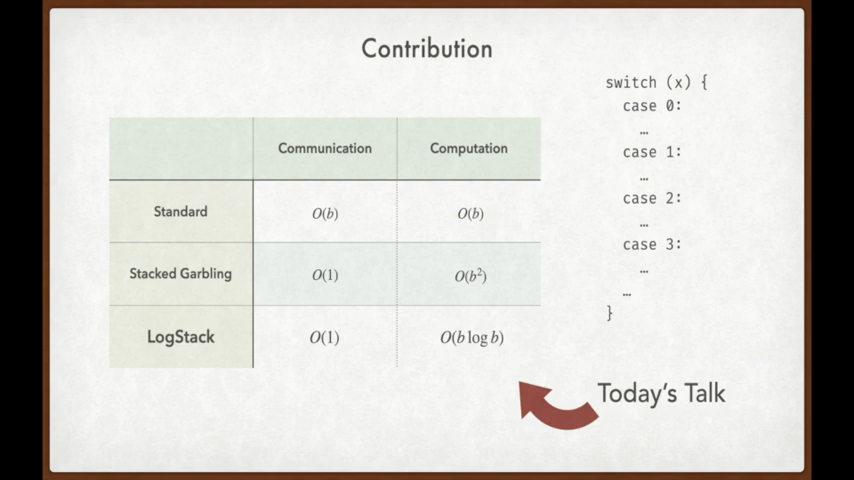 Contribution
Communication Computation
Standard O(b) O(b)
Stacked Garbling O(1) O(b²)
LogStack O(1) O(b log b)
switch (x) {
case 0:
…
case 1:
…
case 2:
…
case 3:
…
…
}
Today's Talk